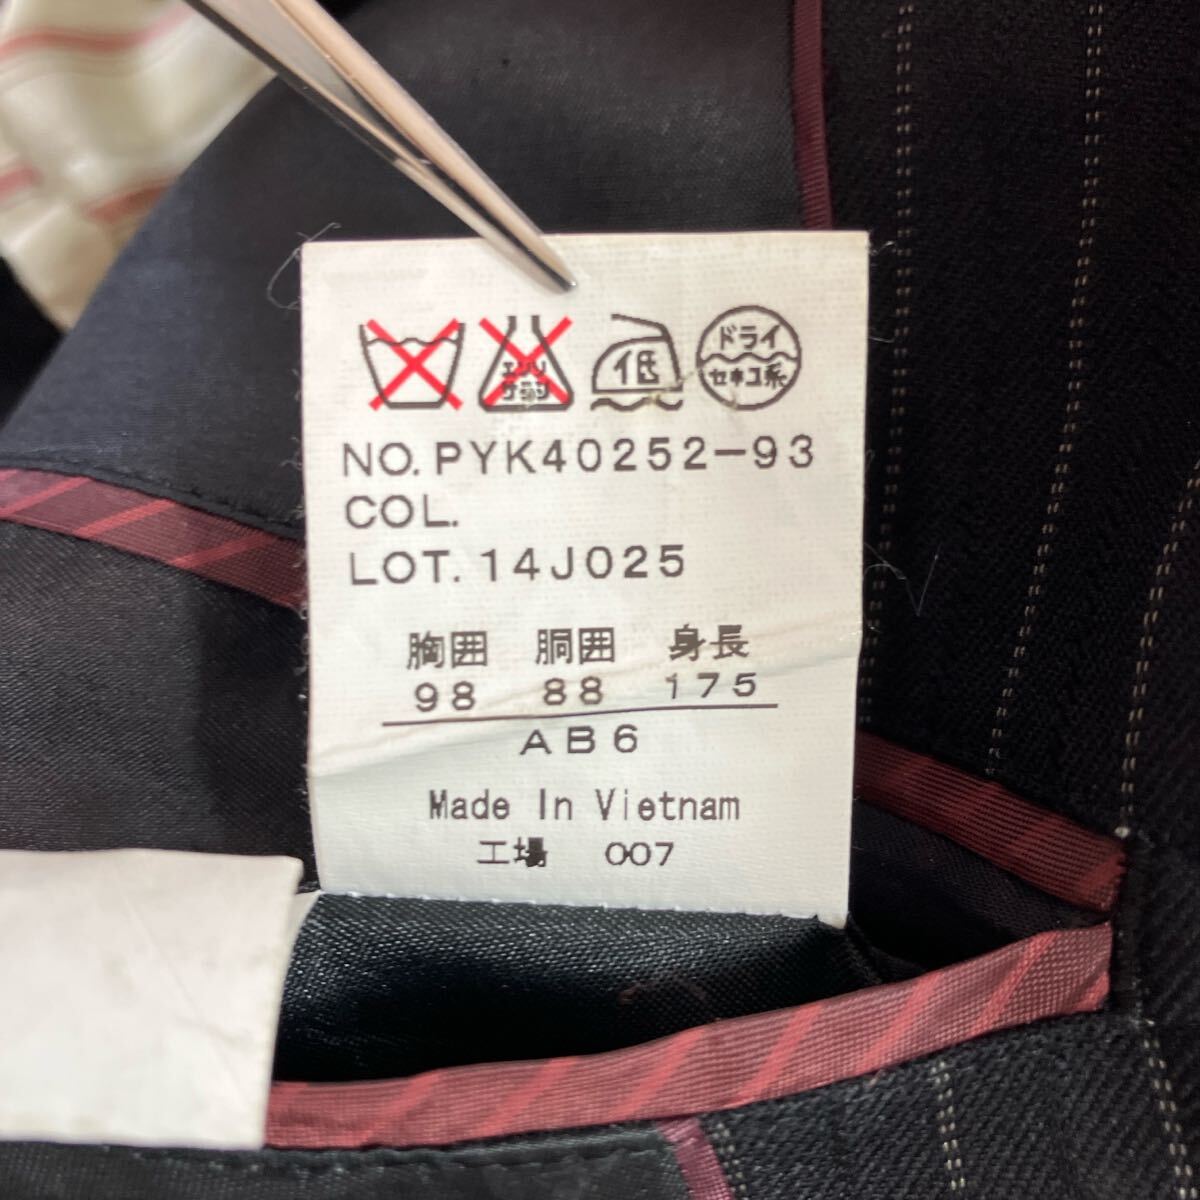 エンソ
サラシ
低
ドライ
セキユ系
NO.PYK40252-93
COL.
LOT.14J025
胸囲 胴囲 身長
98 88 175
AB6
Made In Vietnam
工場 007